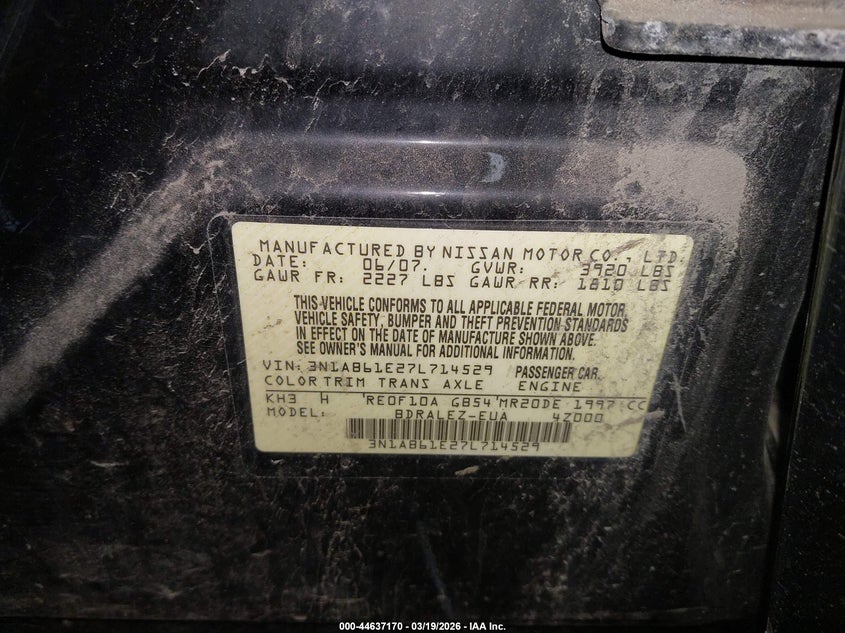 MANUFACTURED BY NISSAN MOTOR CO., LTD.
DATE: 06/07. GVWR: 3920 LBS
GAWR FR: 2227 LBS GAWR RR: 1810 LBS
THIS VEHICLE CONFORMS TO ALL APPLICABLE FEDERAL MOTOR
VEHICLE SAFETY, BUMPER AND THEFT PREVENTION STANDARDS
IN EFFECT ON THE DATE OF MANUFACTURE SHOWN ABOVE.
SEE OWNER'S MANUAL FOR ADDITIONAL INFORMATION.
VIN: 3N1AB61E27L714529 PASSENGER CAR
COLOR TRIM TRANS AXLE ENGINE
KH3 H RE0F10A GB54 MR20DE 1997 CC
MODEL: BDRALEZ-EUA 4Z000
3N1AB61E27L714529
000-44637170 — 03/19/2026 — IAA Inc.